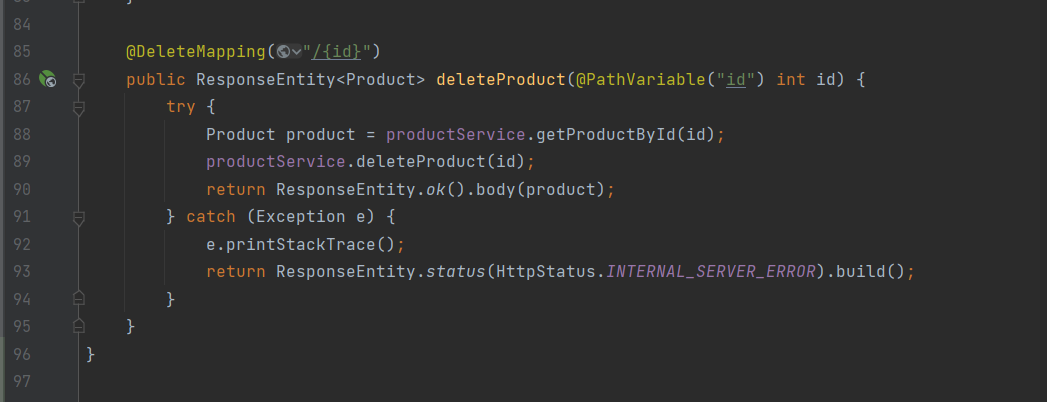 84
85 @DeleteMapping("/{id}")
86 public ResponseEntity<Product> deleteProduct(@PathVariable("id") int id) {
87 try {
88 Product product = productService.getProductById(id);
89 productService.deleteProduct(id);
90 return ResponseEntity.ok().body(product);
91 } catch (Exception e) {
92 e.printStackTrace();
93 return ResponseEntity.status(HttpStatus.INTERNAL_SERVER_ERROR).build();
94 }
95 }
96 }
97